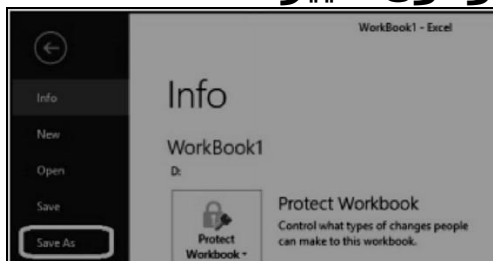 WorkBook1 - Excel
Info
Info
New
WorkBook1
Open
D:
Save
Protect Workbook
Control what types of changes people
can make to this workbook.
Save As
Protect
Workbook